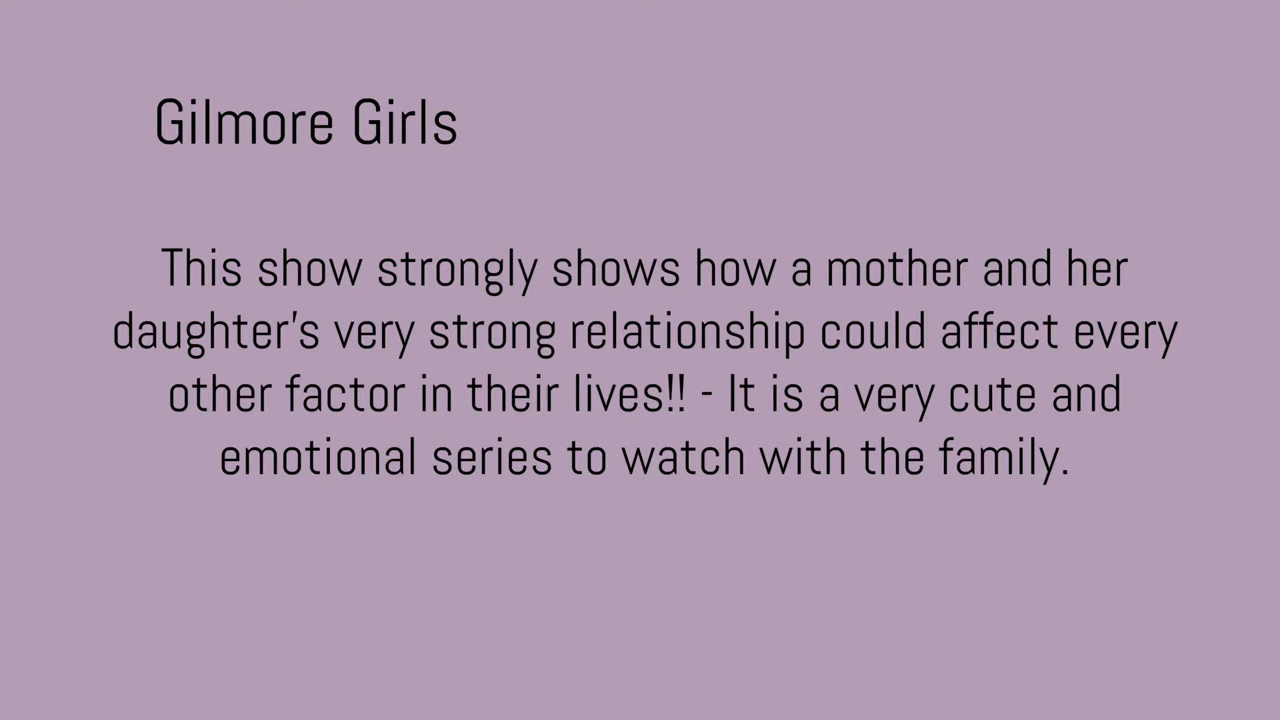 Gilmore Girls
This show strongly shows how a mother and her
daughter's very strong relationship could affect every
other factor in their lives!! - It is a very cute and
emotional series to watch with the family.